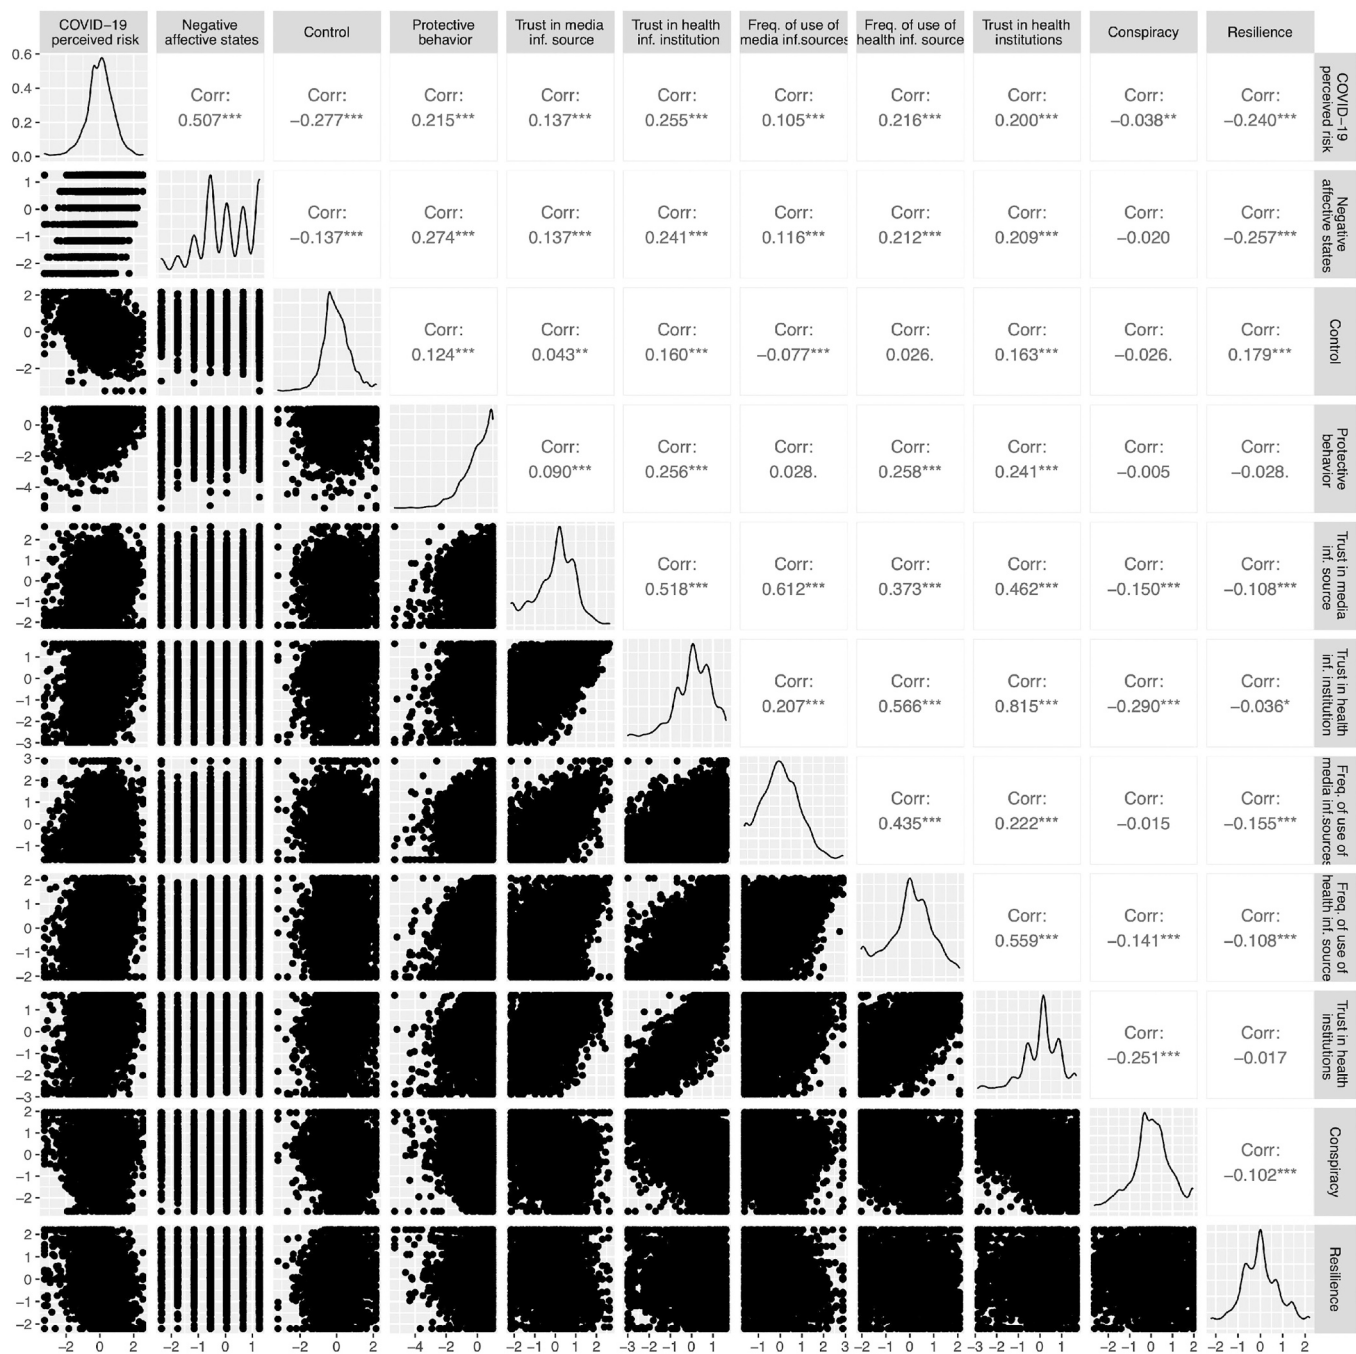 COVID−19
perceived risk
Negative
affective states
Control
Protective
behavior
Trust in media
inf. source
Trust in health
inf. institution
Freq. of use of
media inf.sources
Freq. of use of
health inf. source
Trust in health
institutions
Conspiracy
Resilience
0.6
0.4
0.2
0.0
Corr:
0.507***
Corr:
−0.277***
Corr:
0.215***
Corr:
0.137***
Corr:
0.255***
Corr:
0.105***
Corr:
0.216***
Corr:
0.200***
Corr:
−0.038**
Corr:
−0.240***
COVID−19
perceived risk
1
0
−1
−2
Corr:
−0.137***
Corr:
0.274***
Corr:
0.137***
Corr:
0.241***
Corr:
0.116***
Corr:
0.212***
Corr:
0.209***
Corr:
−0.020
Corr:
−0.257***
Negative
affective states
2
0
−2
Corr:
0.124***
Corr:
0.043**
Corr:
0.160***
Corr:
−0.077***
Corr:
0.026.
Corr:
0.163***
Corr:
−0.026.
Corr:
0.179***
Control
0
−2
−4
Corr:
0.090***
Corr:
0.256***
Corr:
0.028.
Corr:
0.258***
Corr:
0.241***
Corr:
−0.005
Corr:
−0.028.
Protective
behavior
2
1
0
−1
−2
Corr:
0.518***
Corr:
0.612***
Corr:
0.373***
Corr:
0.462***
Corr:
−0.150***
Corr:
−0.108***
Trust in media
inf. source
1
0
−1
−2
−3
Corr:
0.207***
Corr:
0.566***
Corr:
0.815***
Corr:
−0.290***
Corr:
−0.036*
Trust in health
inf. institution
3
2
1
0
−1
Corr:
0.435***
Corr:
0.222***
Corr:
−0.015
Corr:
−0.155***
Freq. of use of
media inf.sources
2
1
0
−1
−2
Corr:
0.559***
Corr:
−0.141***
Corr:
−0.108***
Freq. of use of
health inf. source
1
0
−1
−2
−3
Corr:
−0.251***
Corr:
−0.017
Trust in health
institutions
2
1
0
−1
−2
Corr:
−0.102***
Conspiracy
2
1
0
−1
−2
Resilience
−2 0 2
−2 −1 0 1
−2 0 2
−4 −2 0
−2 −1 0 1 2
−3 −2 −1 0 1
−1 0 1 2 3
−2 −1 0 1 2
−3 −2 −1 0 1
−2 −1 0 1 2
−2 −1 0 1 2